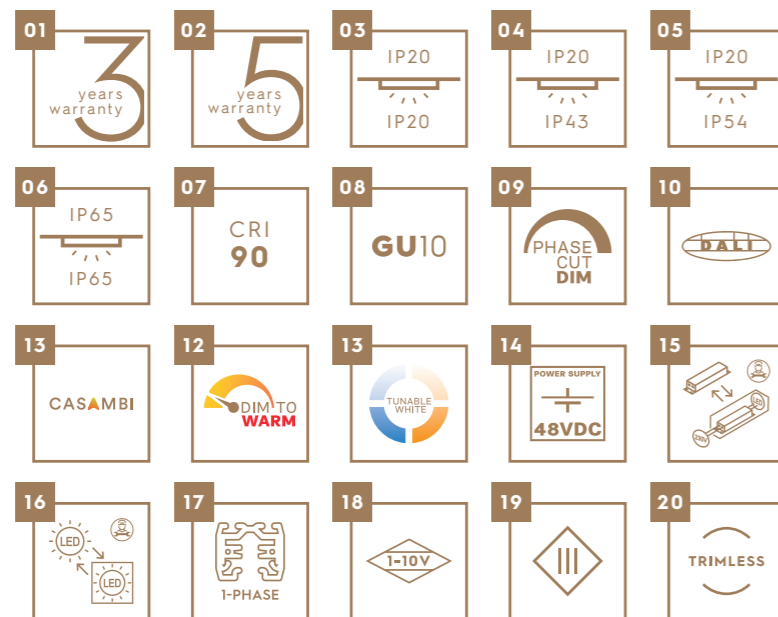 01
3
years
warranty
02
5
years
warranty
03
IP20
IP20
04
IP20
IP43
05
IP20
IP54
06
IP65
IP65
07
CRI
90
08
GU10
09
PHASE
CUT
DIM
10
DALI
13
CASAMBI
12
DIM TO
WARM
13
TUNABLE
WHITE
14
POWER SUPPLY
48VDC
15
LED
230V
16
LED
LED
17
1-PHASE
18
1-10V
19
III
20
TRIMLESS